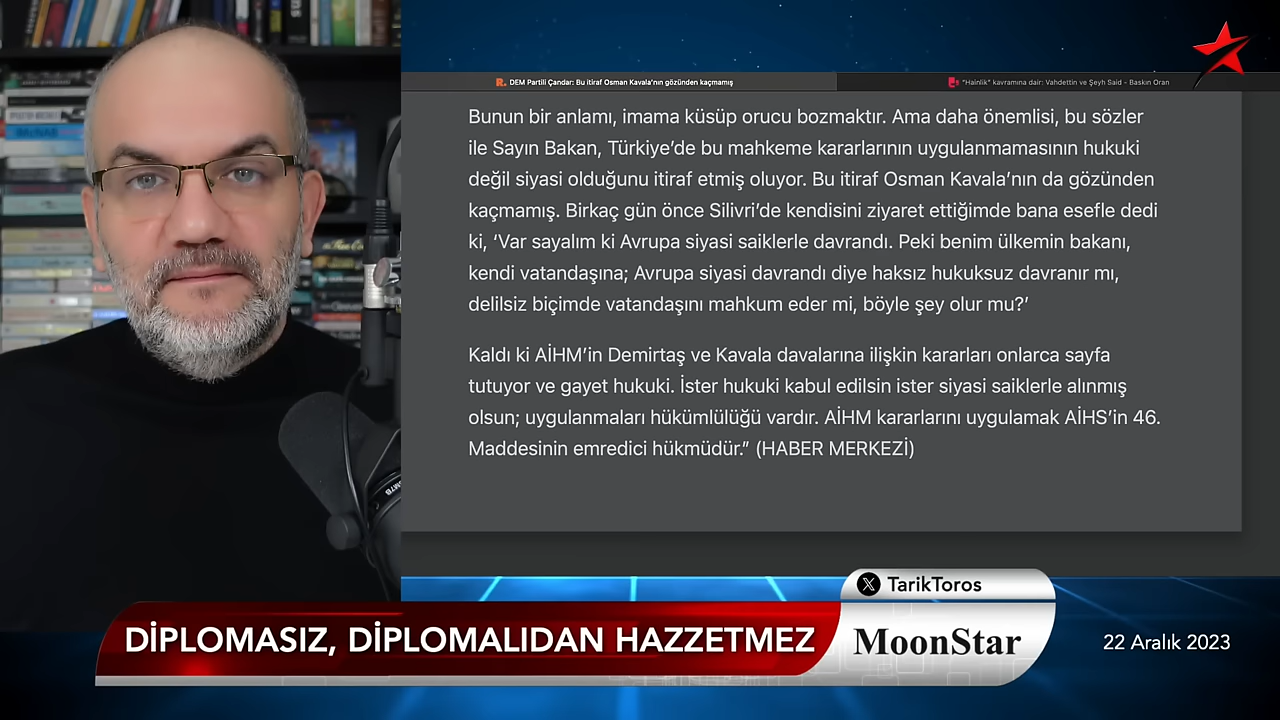 DEM Partili Çandar: Bu itiraf Osman Kavala'nın gözünden kaçmamış
"Hainlik" kavramına dair: Vahdettin ve Şeyh Said - Baskın Oran
Bunun bir anlamı, imama küsüp orucu bozmaktır. Ama daha önemlisi, bu sözler
ile Sayın Bakan, Türkiye’de bu mahkeme kararlarının uygulanmamasının hukuki
değil siyasi olduğunu itiraf etmiş oluyor. Bu itiraf Osman Kavala’nın da gözünden
kaçmamış. Birkaç gün önce Silivri’de kendisini ziyaret ettiğimde bana esefle dedi
ki, ‘Var sayalım ki Avrupa siyasi saiklerle davrandı. Peki benim ülkemin bakanı,
kendi vatandaşına; Avrupa siyasi davrandı diye haksız hukuksuz davranır mı,
delilsiz biçimde vatandaşını mahkum eder mi, böyle şey olur mu?’
Kaldı ki AİHM’in Demirtaş ve Kavala davalarına ilişkin kararları onlarca sayfa
tutuyor ve gayet hukuki. İster hukuki kabul edilsin ister siyasi saiklerle alınmış
olsun; uygulanmaları hükümlülüğü vardır. AİHM kararlarını uygulamak AİHS’in 46.
Maddesinin emredici hükmüdür.” (HABER MERKEZİ)
SM7B
X TarikToros
DİPLOMASIZ, DİPLOMALIDAN HAZZETMEZ
MoonStar
22 Aralık 2023